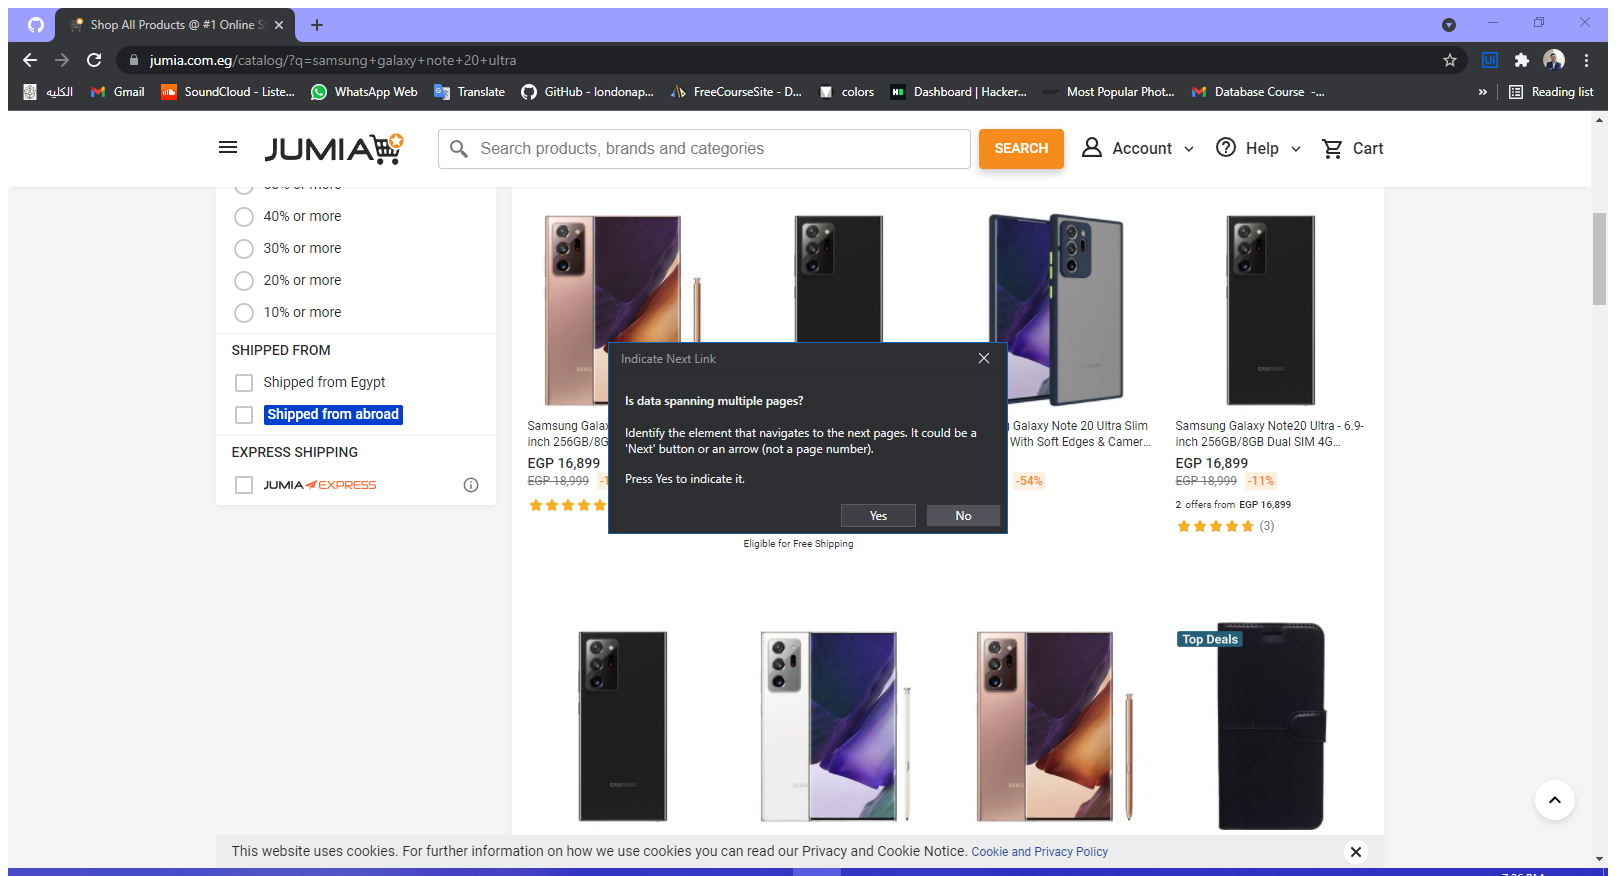 Shop All Products @ #1 Online S
jumia.com.eg/catalog/?q=samsung+galaxy+note+20+ultra
الكليه
Gmail
SoundCloud - Liste...
WhatsApp Web
Translate
GitHub - londonap...
FreeCourseSite - D...
colors
Dashboard | Hacker...
Most Popular Phot...
Database Course -...
»
Reading list
JUMIA
Search products, brands and categories
SEARCH
Account
Help
Cart
40% or more
30% or more
20% or more
10% or more
SHIPPED FROM
Shipped from Egypt
Shipped from abroad
EXPRESS SHIPPING
JUMIA EXPRESS
Indicate Next Link
Is data spanning multiple pages?
Identify the element that navigates to the next pages. It could be a
'Next' button or an arrow (not a page number).
Press Yes to indicate it.
Yes
No
Samsung Gala
inch 256GB/8G
EGP 16,899
EGP 18,999
Eligible for Free Shipping
Galaxy Note 20 Ultra Slim
With Soft Edges & Camer...
-54%
Samsung Galaxy Note20 Ultra - 6.9-
inch 256GB/8GB Dual SIM 4G...
EGP 16,899
EGP 18,999 -11%
2 offers from EGP 16,899
(3)
Top Deals
This website uses cookies. For further information on how we use cookies you can read our Privacy and Cookie Notice. Cookie and Privacy Policy